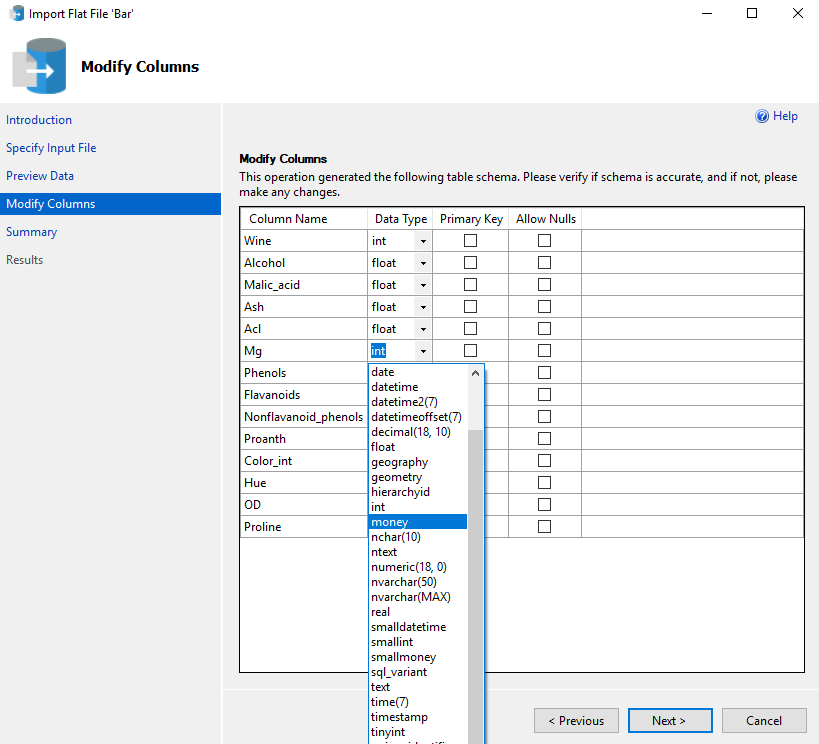 Import Flat File 'Bar'
Modify Columns
Introduction
Specify Input File
Preview Data
Modify Columns
Summary
Results
Help
Modify Columns
This operation generated the following table schema. Please verify if schema is accurate, and if not, please
make any changes.
Column Name Data Type Primary Key Allow Nulls
Wine int
Alcohol float
Malic_acid float
Ash float
Acl float
Mg int
Phenols
Flavanoids
Nonflavanoid_phenols
Proanth
Color_int
Hue
OD
Proline
date
datetime
datetime2(7)
datetimeoffset(7)
decimal(18, 10)
float
geography
geometry
hierarchyid
int
money
nchar(10)
ntext
numeric(18, 0)
nvarchar(50)
nvarchar(MAX)
real
smalldatetime
smallint
smallmoney
sql_variant
text
time(7)
timestamp
tinyint
< Previous Next > Cancel